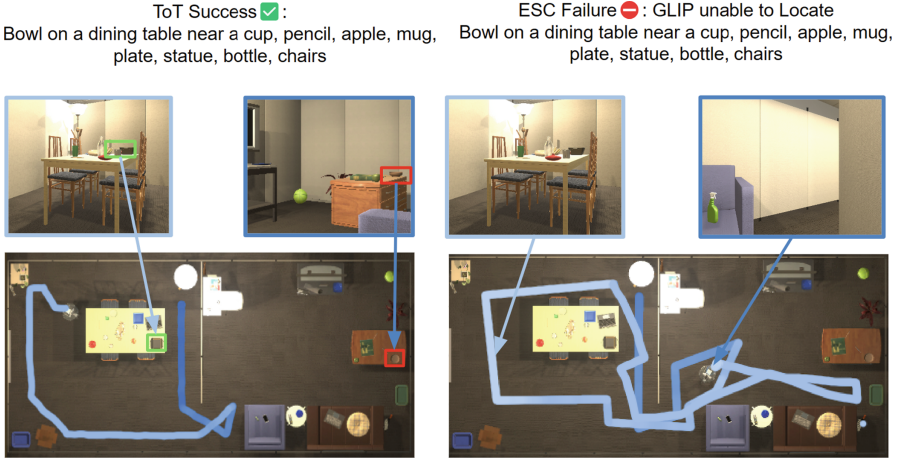 ToT Success ✅ :
Bowl on a dining table near a cup, pencil, apple, mug,
plate, statue, bottle, chairs
ESC Failure ⛔ : GLIP unable to Locate
Bowl on a dining table near a cup, pencil, apple, mug,
plate, statue, bottle, chairs